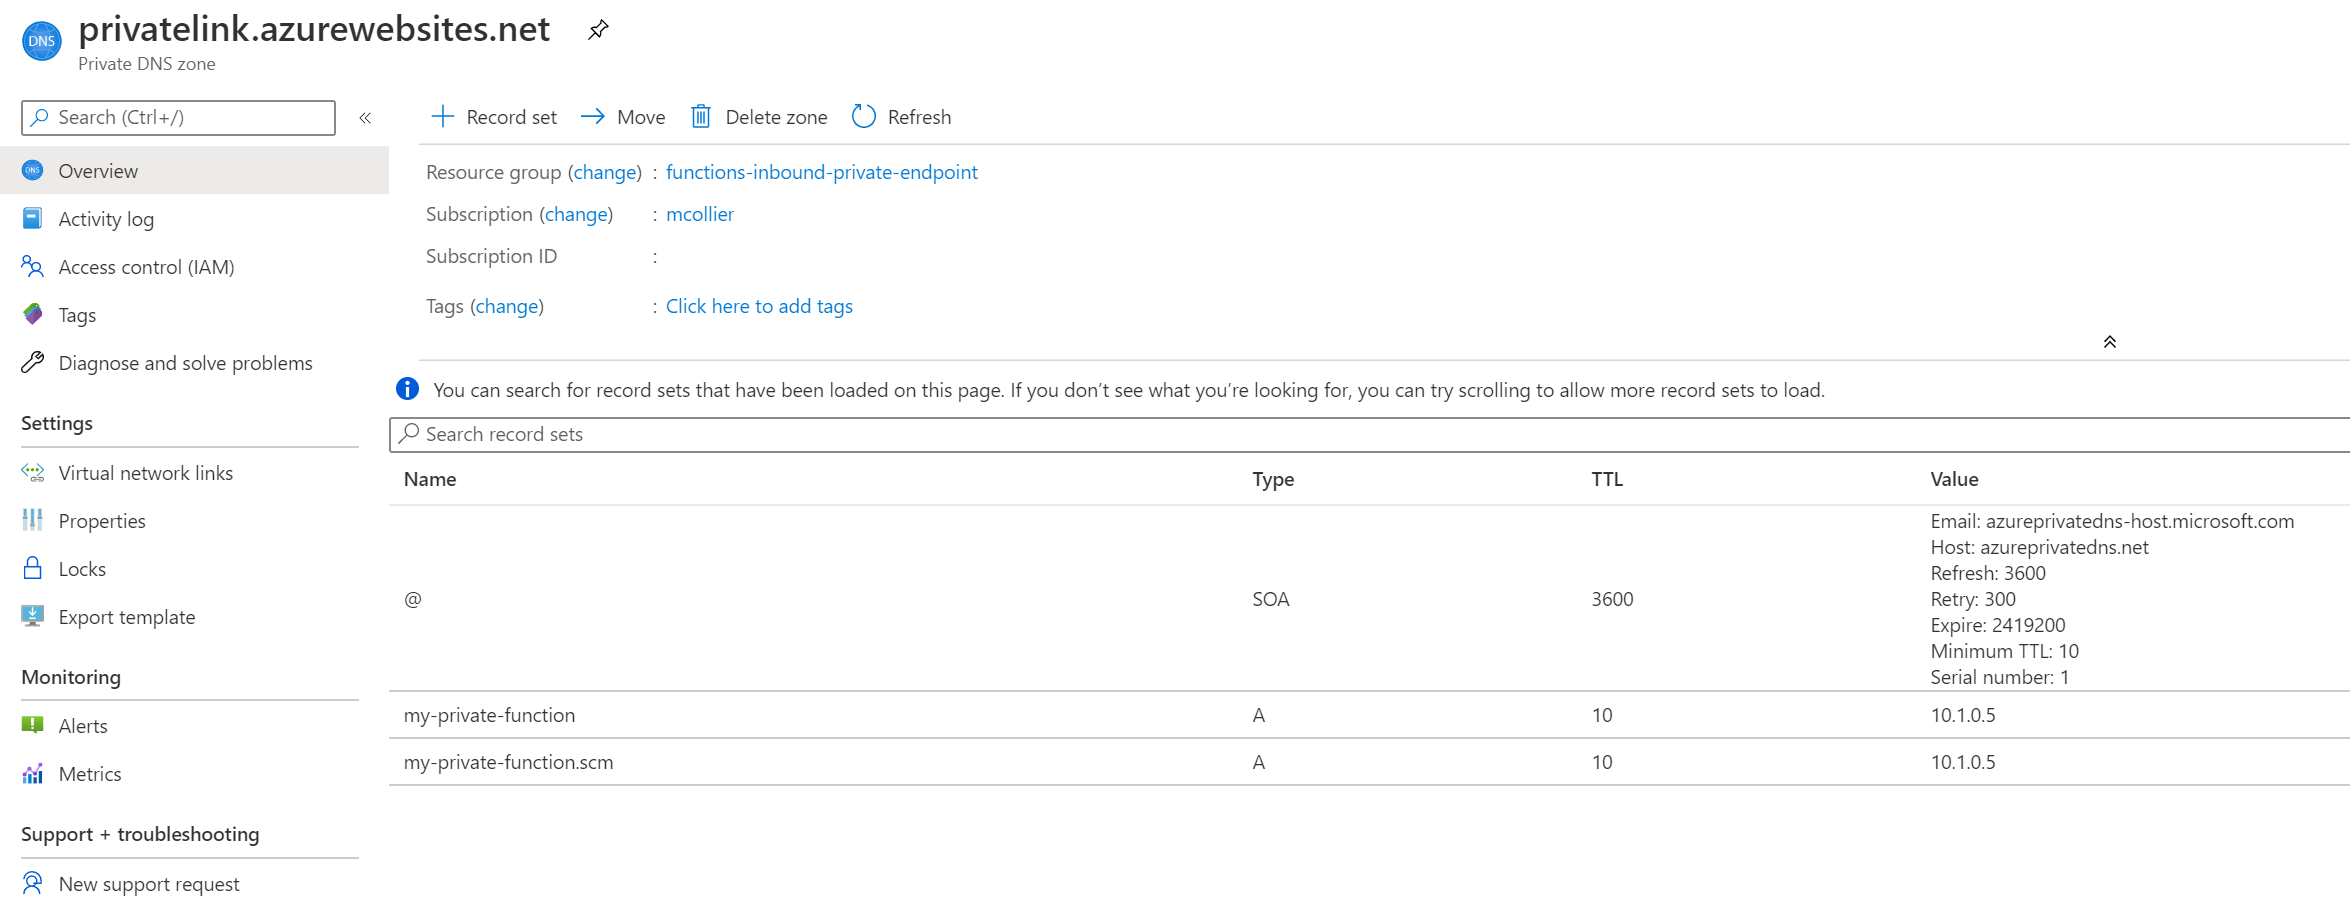 privatelink.azurewebsites.net
DNS
Private DNS zone
Search (Ctrl+/)
«
Record set
Move
Delete zone
Refresh
DNS
Overview
Activity log
Access control (IAM)
Tags
Diagnose and solve problems
Settings
Virtual network links
Properties
Locks
Export template
Monitoring
Alerts
Metrics
Support + troubleshooting
New support request
Resource group (change) : functions-inbound-private-endpoint
Subscription (change) : mcollier
Subscription ID :
Tags (change) : Click here to add tags
You can search for record sets that have been loaded on this page. If you don’t see what you’re looking for, you can try scrolling to allow more record sets to load.
Search record sets
Name Type TTL Value
@ SOA 3600
Email: azureprivatedns-host.microsoft.com
Host: azureprivatedns.net
Refresh: 3600
Retry: 300
Expire: 2419200
Minimum TTL: 10
Serial number: 1
my-private-function A 10 10.1.0.5
my-private-function.scm A 10 10.1.0.5